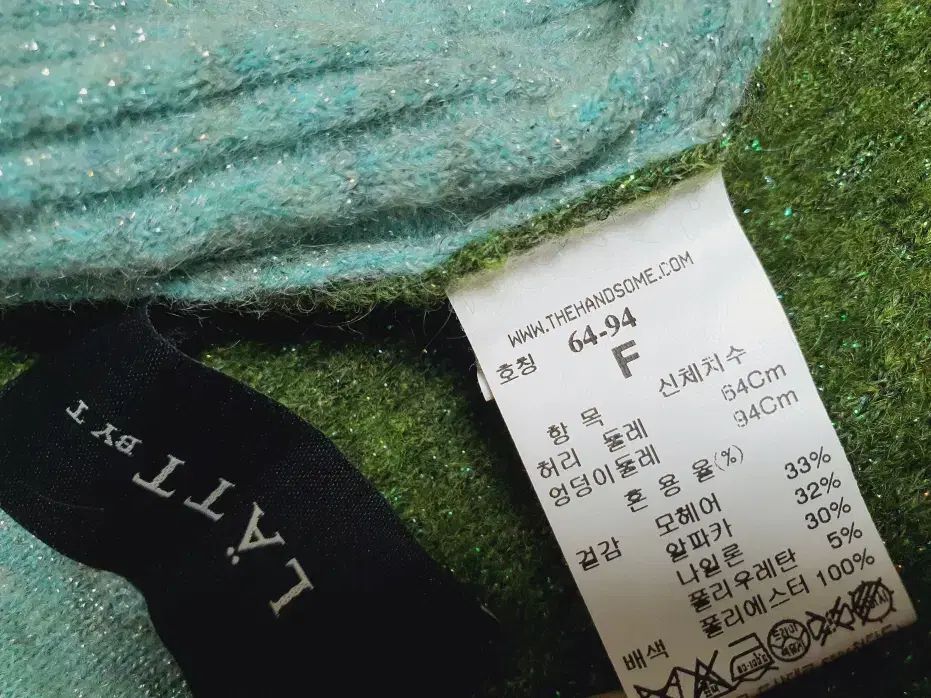 LÄTT BY T
WWW.THEHANDSOME.COM
호칭 64-94
F
항 목 신체치수
허리 둘레 64Cm
엉덩이둘레 94Cm
혼 용 율(%)
겉감 모헤어 33%
알파카 32%
나일론 30%
폴리우레탄 5%
배색 폴리에스터 100%